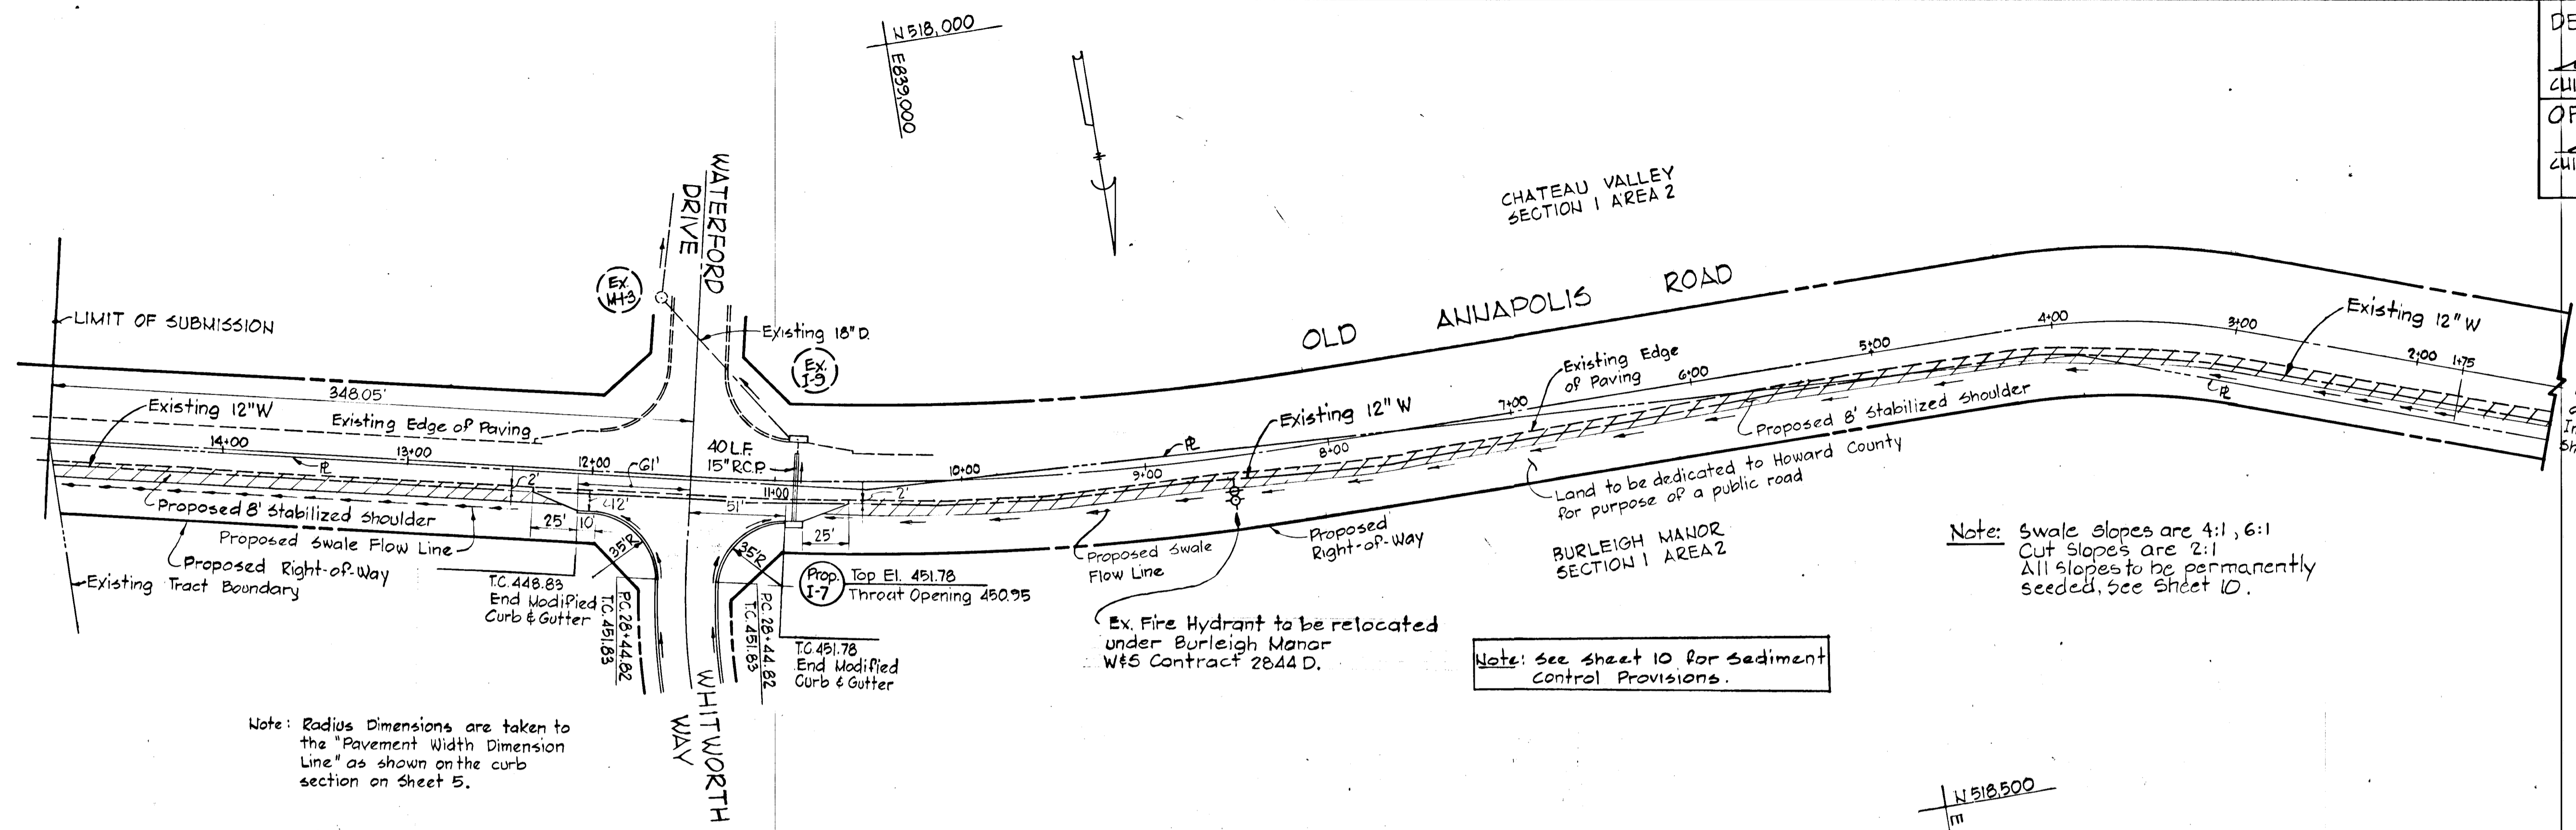 N 518,000
E 839,000
CHATEAU VALLEY
SECTION 1 AREA 2
WATERFORD
DRIVE
Ex.
MH-3
Existing 18" D.
Ex.
I-9
LIMIT OF SUBMISSION
OLD ANNAPOLIS ROAD
348.05'
Existing 12" W
Existing Edge of Paving
14+00
13+00
12+00
11+00
10+00
9+00
8+00
7+00
6+00
5+00
4+00
3+00
2+00
1+75
Existing 12" W
Existing Edge
of Paving
Existing 12" W
40 L.F.
15" R.C.P.
61'
2'
12'
51'
2'
25'
10'
25'
35'R
35'R
Proposed 8' Stabilized Shoulder
Proposed 8' Stabilized Shoulder
Proposed Swale Flow Line
Proposed Right-of-Way
Existing Tract Boundary
T.C. 448.83
End Modified
Curb & Gutter
P.C. 28+44.82
T.C. 451.83
P.C. 28+44.82
T.C. 451.83
Prop.
I-7
Top El. 451.78
Throat Opening 450.95
T.C. 451.78
End Modified
Curb & Gutter
WHITWORTH
WAY
Proposed Swale
Flow Line
Proposed
Right-of-Way
Land to be dedicated to Howard County
for purpose of a public road
BURLEIGH MANOR
SECTION 1 AREA 2
Ex. Fire Hydrant to be relocated
under Burleigh Manor
W&S Contract 2844 D.
Note: Swale Slopes are 4:1, 6:1
Cut Slopes are 2:1
All Slopes to be permanently
seeded, See Sheet 10.
Note: See Sheet 10 for Sediment
Control Provisions.
Note: Radius Dimensions are taken to
the "Pavement Width Dimension
Line" as shown on the curb
section on Sheet 5.
N 518,500
E